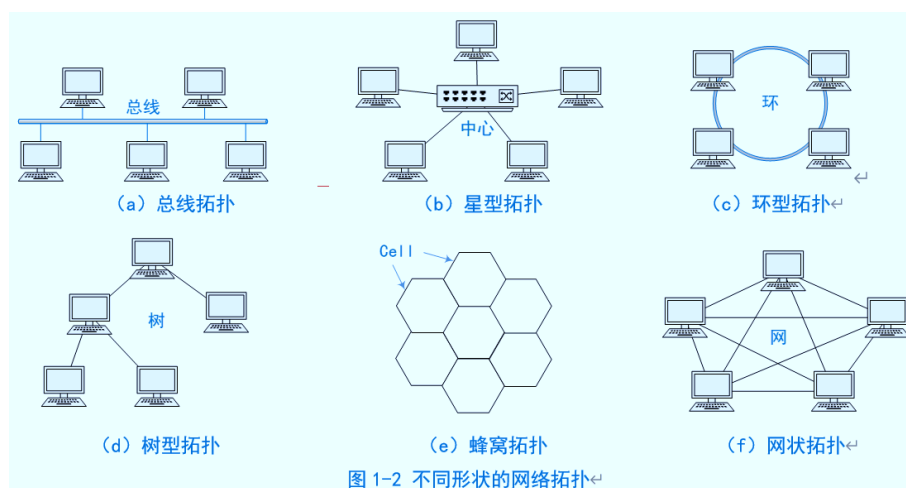 总线
(a) 总线拓扑
中心
(b) 星型拓扑
环
(c) 环型拓扑↵
↵
树
(d) 树型拓扑
Cell
(e) 蜂窝拓扑
网
(f) 网状拓扑↵
图 1-2 不同形状的网络拓扑↵